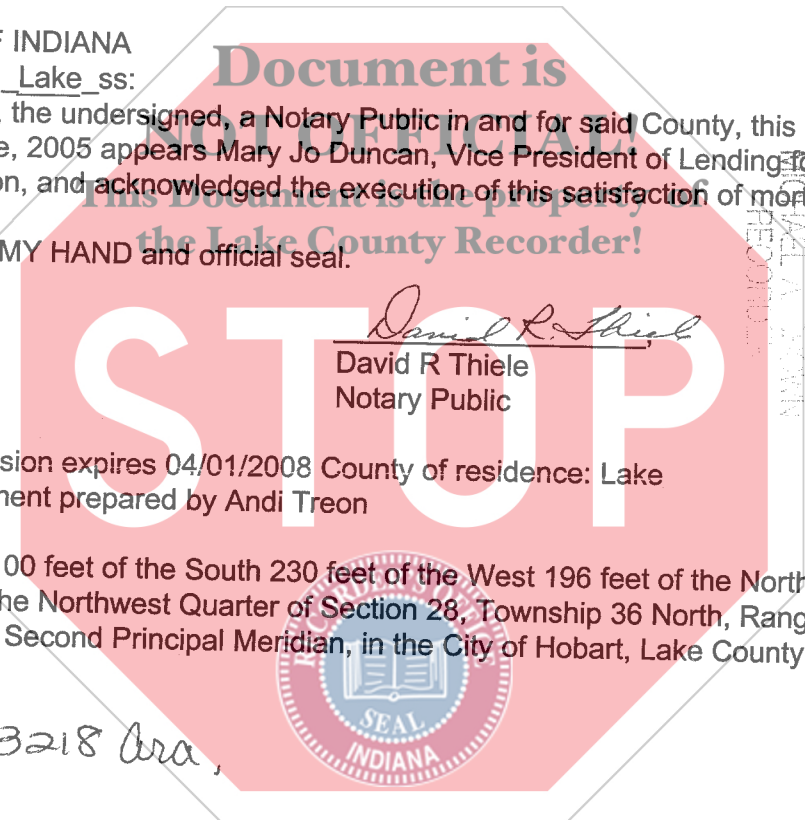 F INDIANA
_Lake_ss:
, the undersigned, a Notary Public in and for said County, this
e, 2005 appears Mary Jo Duncan, Vice President of Lending fo
on, and acknowledged the execution of this satisfaction of mor
MY HAND and official seal.
Document is
NOT OFFICIAL!
This Document is the property of
the Lake County Recorder!
STOP
David R. Thiele
David R Thiele
Notary Public
sion expires 04/01/2008 County of residence: Lake
ment prepared by Andi Treon
00 feet of the South 230 feet of the West 196 feet of the North
he Northwest Quarter of Section 28, Township 36 North, Rang
Second Principal Meridian, in the City of Hobart, Lake County
RECORDER'S OFFICE
SEAL
INDIANA
3218
RECORDER